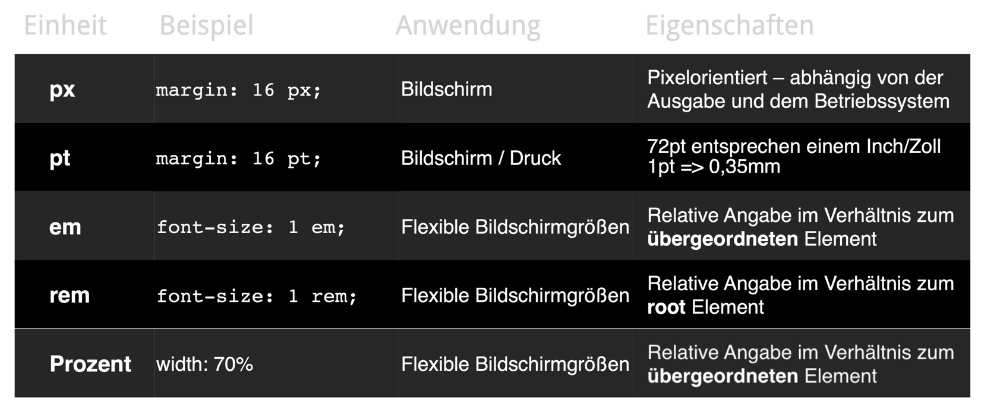 Einheit Beispiel Anwendung Eigenschaften
px margin: 16 px; Bildschirm Pixelorientiert – abhängig von der
Ausgabe und dem Betriebssystem
pt margin: 16 pt; Bildschirm / Druck 72pt entsprechen einem Inch/Zoll
1pt => 0,35mm
em font-size: 1 em; Flexible Bildschirmgrößen Relative Angabe im Verhältnis zum
übergeordneten Element
rem font-size: 1 rem; Flexible Bildschirmgrößen Relative Angabe im Verhältnis zum
root Element
Prozent width: 70% Flexible Bildschirmgrößen Relative Angabe im Verhältnis zum
übergeordneten Element